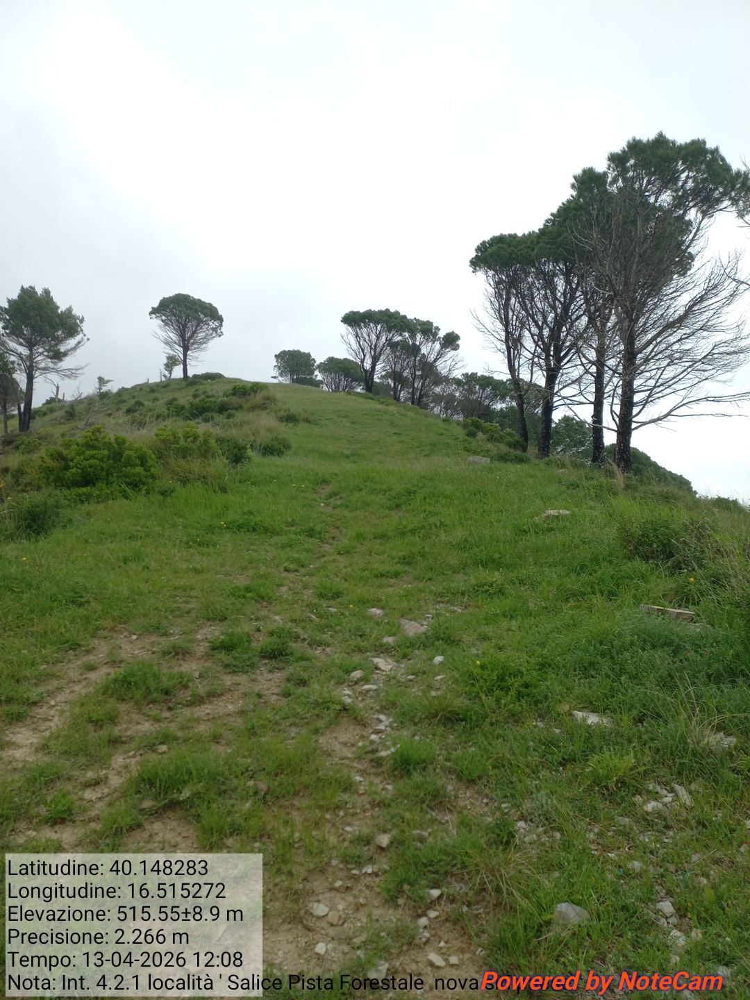 Latitudine: 40.148283
Longitudine: 16.515272
Elevazione: 515.55±8.9 m
Precisione: 2.266 m
Tempo: 13-04-2026 12:08
Nota: Int. 4.2.1 località ' Salice Pista Forestale nova
Powered by NoteCam